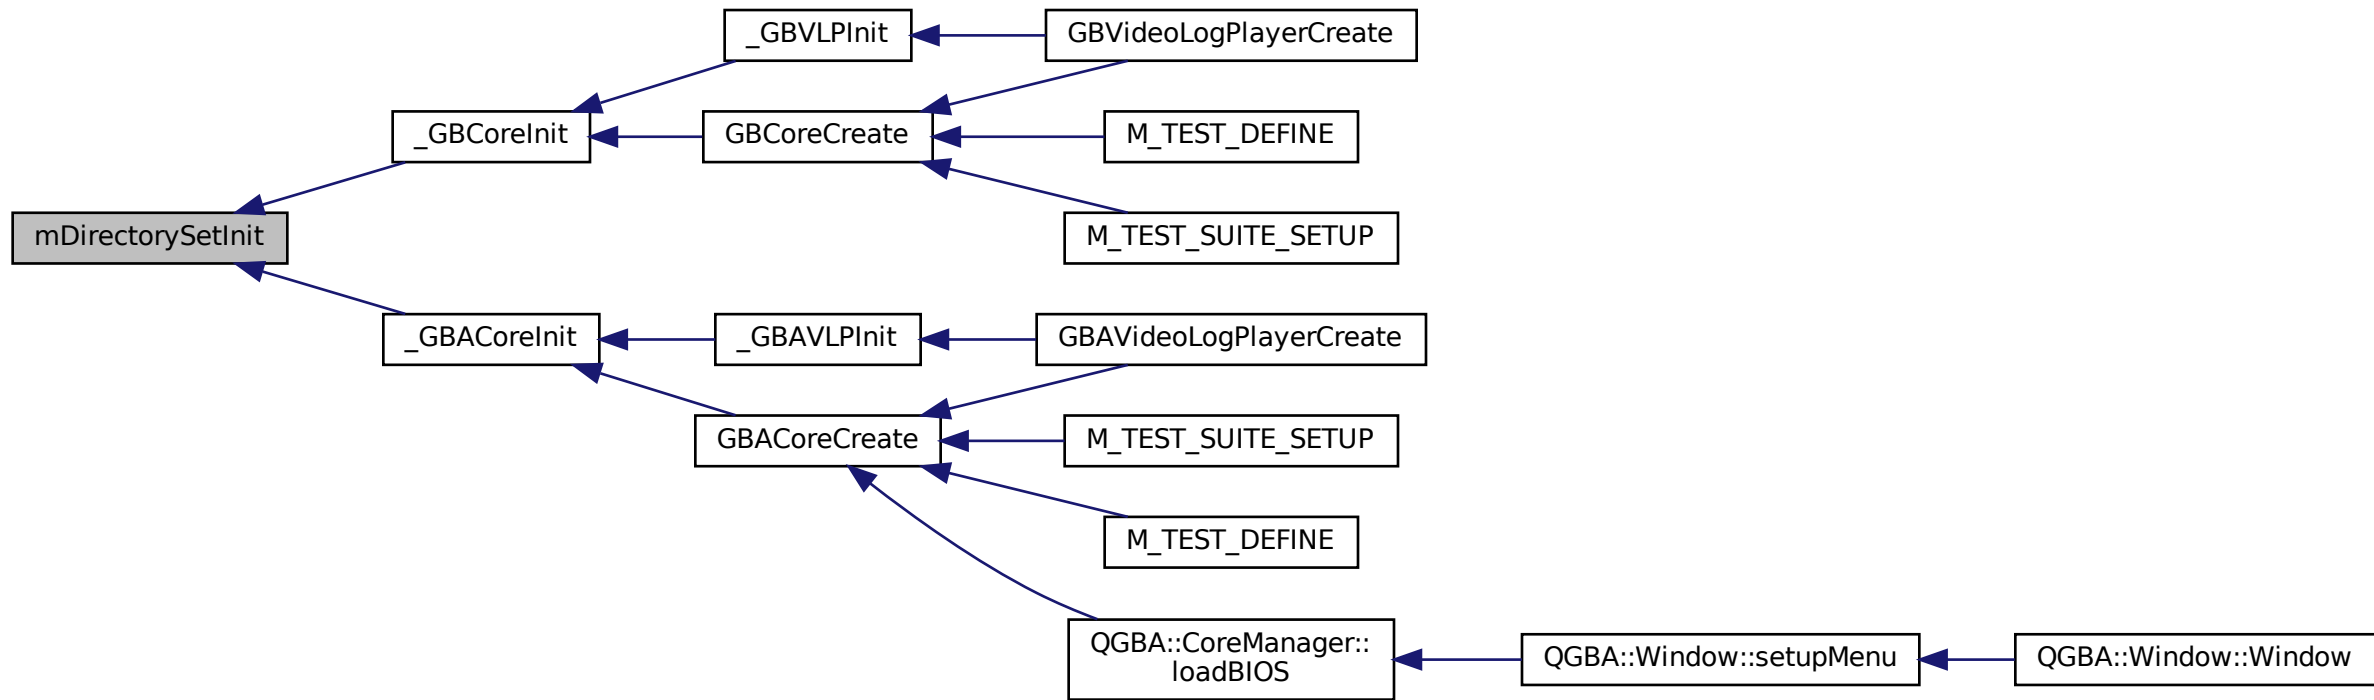 _GBVLPInit
GBVideoLogPlayerCreate
_GBCoreInit
GBCoreCreate
M_TEST_DEFINE
mDirectorySetInit
M_TEST_SUITE_SETUP
_GBACoreInit
_GBAVLPInit
GBAVideoLogPlayerCreate
GBACoreCreate
M_TEST_SUITE_SETUP
M_TEST_DEFINE
QGBA::CoreManager::
loadBIOS
QGBA::Window::setupMenu
QGBA::Window::Window